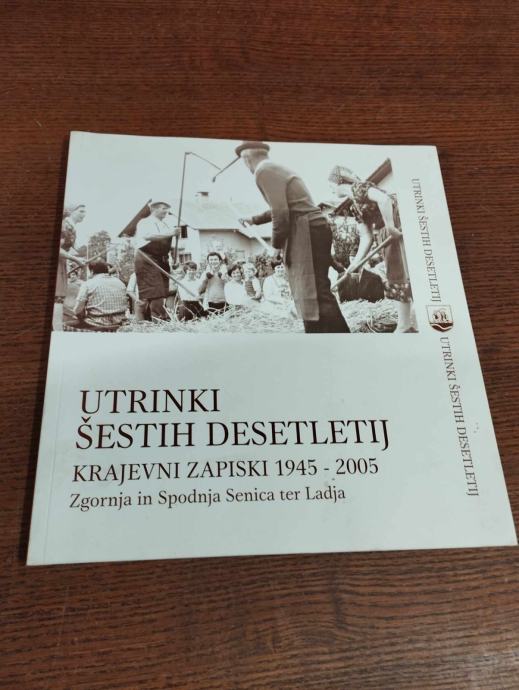 UTRINKI
ŠESTIH DESETLETIJ
KRAJEVNI ZAPISKI 1945 - 2005
Zgornja in Spodnja Senica ter Ladja
UTRINKI ŠESTIH DESETLETIJ
UTRINKI ŠESTIH DESETLETIJ